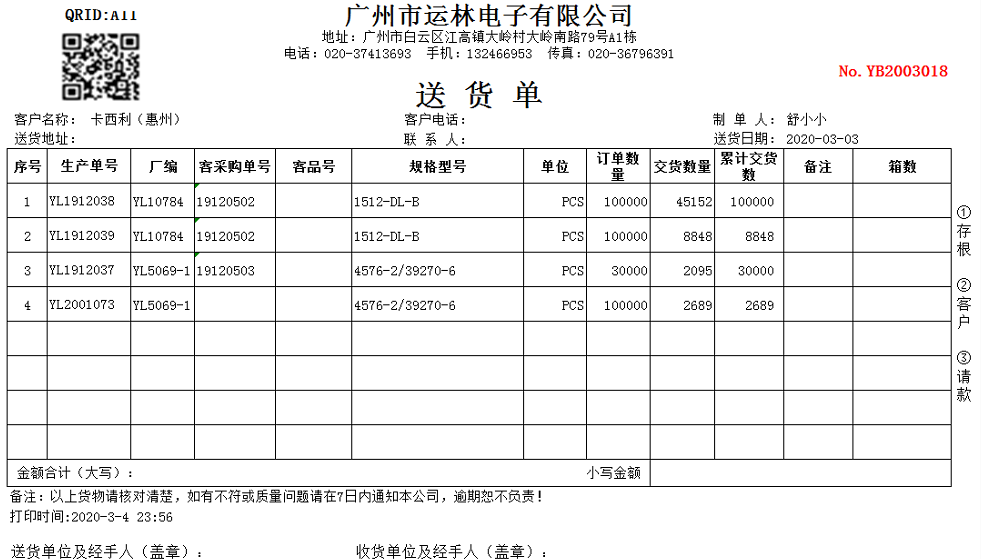 QRID:A11
广州市运林电子有限公司
地址：广州市白云区江高镇大岭村大岭南路79号A1栋
电话：020-37413693 手机：132466953 传真：020-36796391
No.YB2003018
送 货 单
客户名称： 卡西利（惠州） 客户电话： 制 单 人： 舒小小
送货地址： 联 系 人： 送货日期： 2020-03-03
序号 生产单号 厂编 客采购单号 客品号 规格型号 单位 订单数量 交货数量 累计交货数 备注 箱数
1 YL1912038 YL10784 19120502 1512-DL-B PCS 100000 45152 100000
2 YL1912039 YL10784 19120502 1512-DL-B PCS 100000 8848 8848
3 YL1912037 YL5069-1 19120503 4576-2/39270-6 PCS 30000 2095 30000
4 YL2001073 YL5069-1 4576-2/39270-6 PCS 100000 2689 2689
金额合计（大写）： 小写金额
备注：以上货物请核对清楚，如有不符或质量问题请在7日内通知本公司，逾期恕不负责！
打印时间:2020-3-4 23:56
送货单位及经手人（盖章）： 收货单位及经手人（盖章）：
①存根 ②客户 ③请款